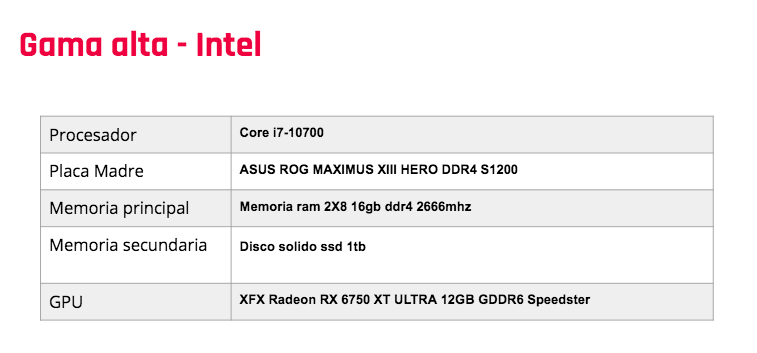 Gama alta - Intel
Procesador Core i7-10700
Placa Madre ASUS ROG MAXIMUS XIII HERO DDR4 S1200
Memoria principal Memoria ram 2X8 16gb ddr4 2666mhz
Memoria secundaria Disco solido ssd 1tb
GPU XFX Radeon RX 6750 XT ULTRA 12GB GDDR6 Speedster